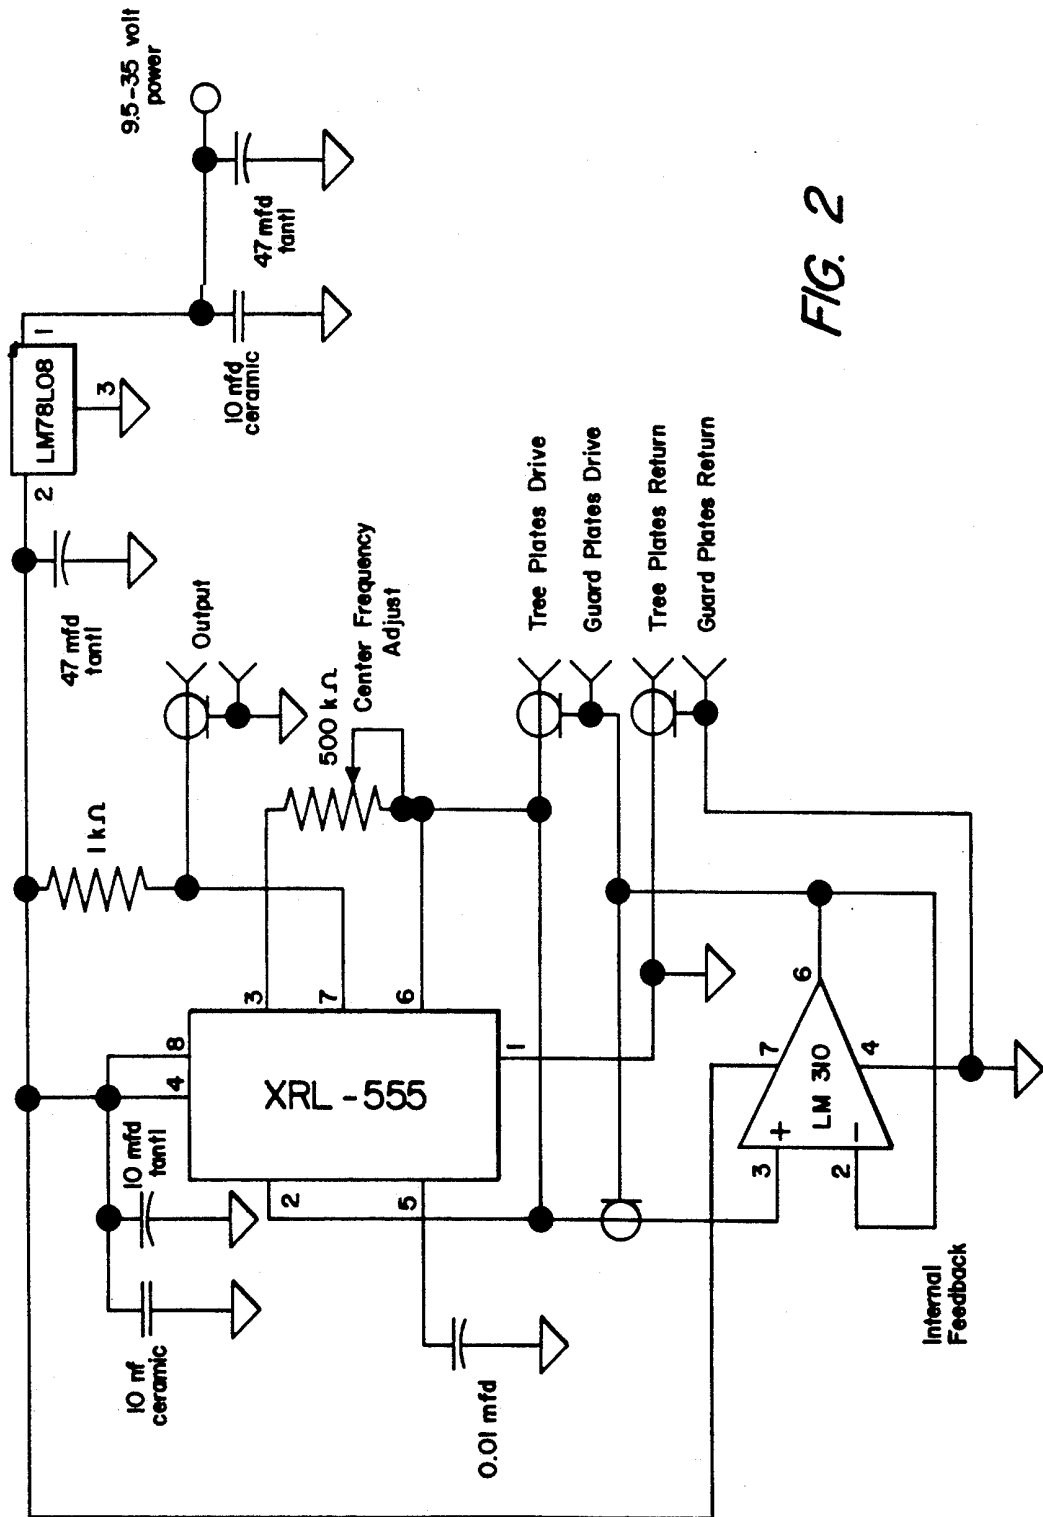 9.5-35 volt
power
47 mfd
tantl
10 nfd
ceramic
LM78L08
1
2
3
47 mfd
tantl
Output
1 kΩ
500 kΩ
Center Frequency
Adjust
Tree Plates Drive
Guard Plates Drive
Tree Plates Return
Guard Plates Return
XRL-555
8
4
3
7
6
1
2
5
10 mfd
tantl
10 nf
ceramic
0.01 mfd
LM 310
+
-
3
2
7
6
4
Internal
Feedback
FIG. 2